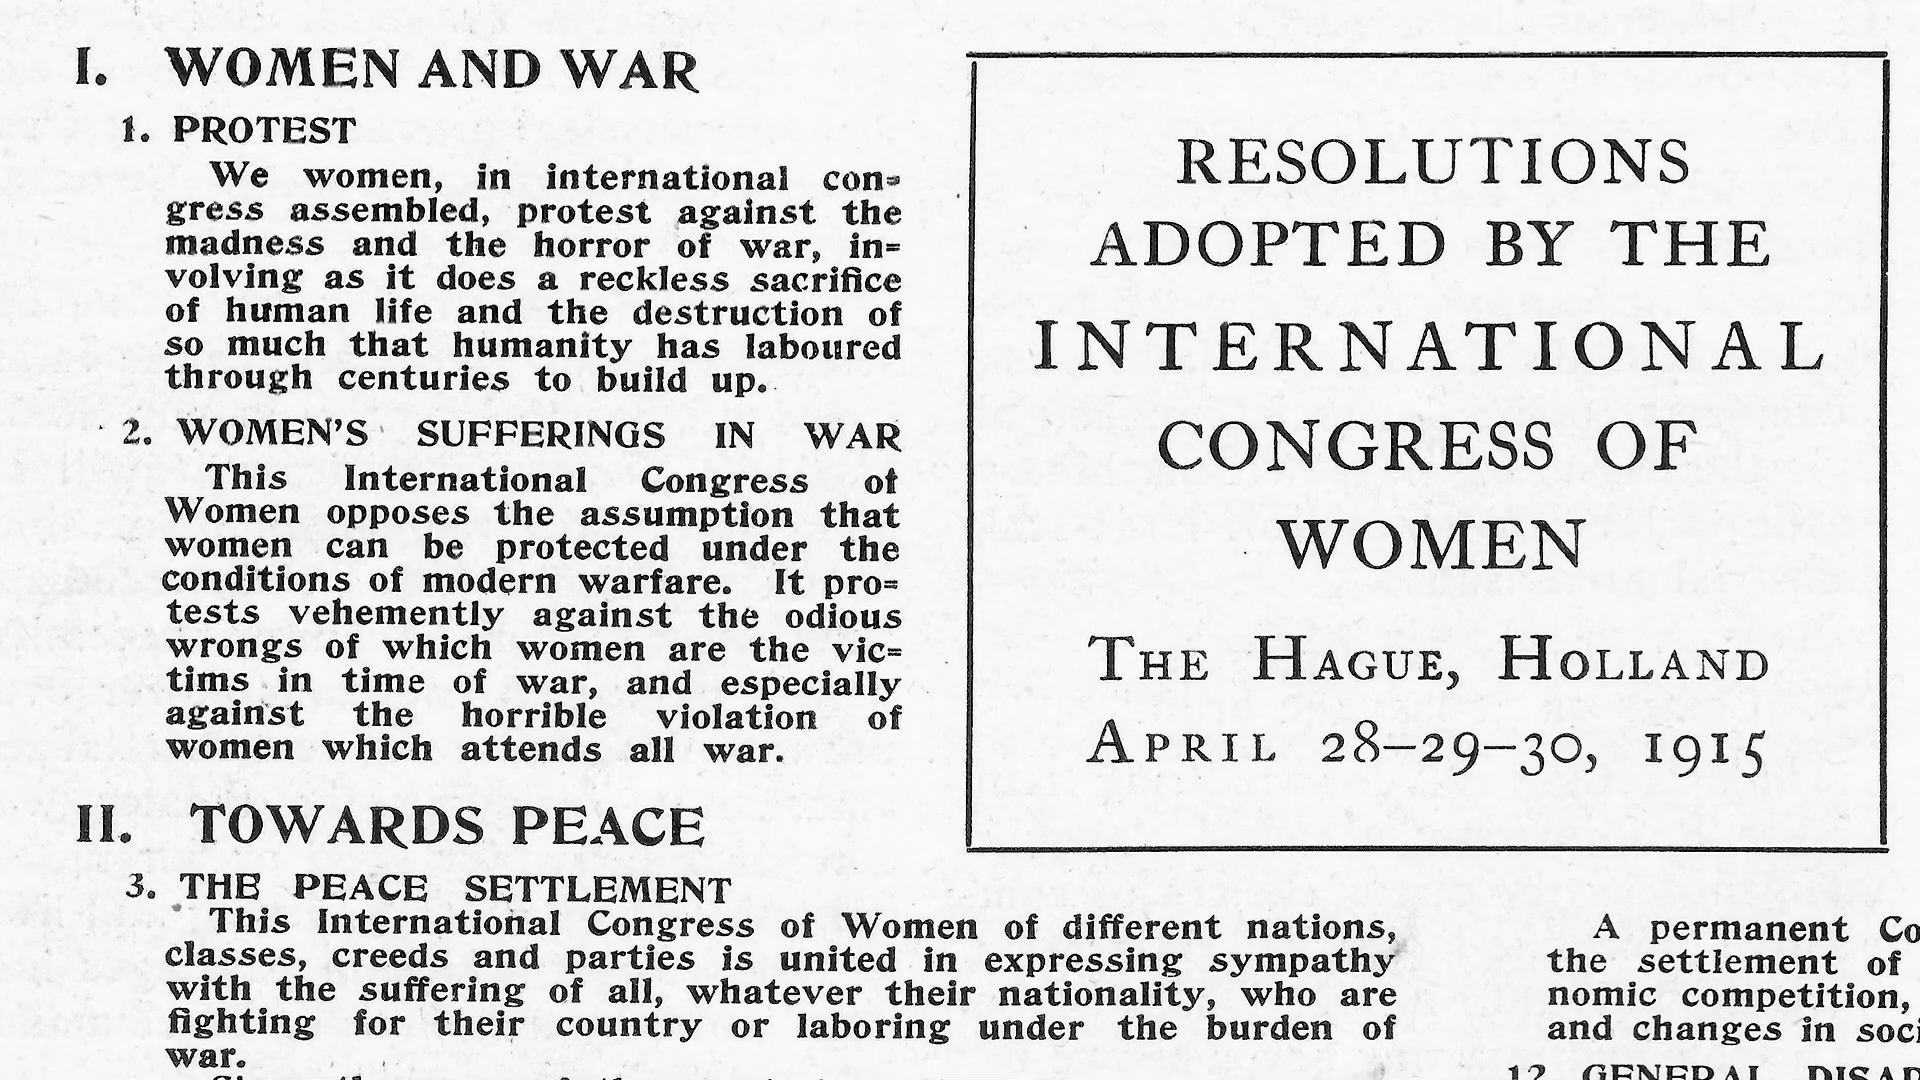 I. WOMEN AND WAR
1. PROTEST
We women, in international con=
gress assembled, protest against the
madness and the horror of war, in=
volving as it does a reckless sacrifice
of human life and the destruction of
so much that humanity has laboured
through centuries to build up.
2. WOMEN'S SUFFERINGS IN WAR
This International Congress of
Women opposes the assumption that
women can be protected under the
conditions of modern warfare. It pro=
tests vehemently against the odious
wrongs of which women are the vic=
tims in time of war, and especially
against the horrible violation of
women which attends all war.
RESOLUTIONS
ADOPTED BY THE
INTERNATIONAL
CONGRESS OF
WOMEN
THE HAGUE, HOLLAND
APRIL 28–29–30, 1915
II. TOWARDS PEACE
3. THE PEACE SETTLEMENT
This International Congress of Women of different nations,
classes, creeds and parties is united in expressing sympathy
with the suffering of all, whatever their nationality, who are
fighting for their country or laboring under the burden of
war.
A permanent Co
the settlement of
nomic competition,
and changes in soci
12. GENERAL DISAR